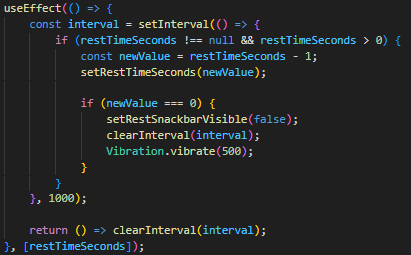 useEffect(() => {
    const interval = setInterval(() => {
        if (restTimeSeconds !== null && restTimeSeconds > 0) {
            const newValue = restTimeSeconds - 1;
            setRestTimeSeconds(newValue);

            if (newValue === 0) {
                setRestSnackbarVisible(false);
                clearInterval(interval);
                Vibration.vibrate(500);
            }
        }
    }, 1000);

    return () => clearInterval(interval);
}, [restTimeSeconds]);